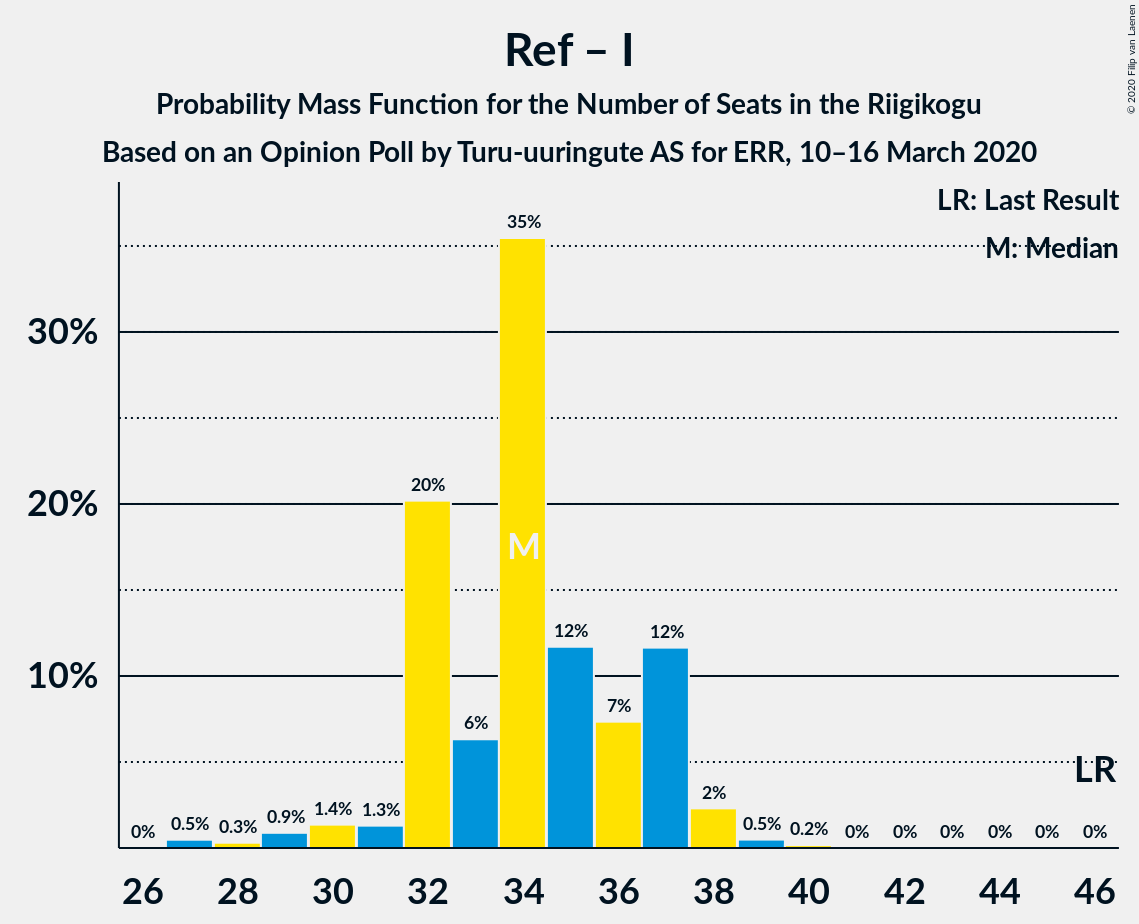 Ref – I
Probability Mass Function for the Number of Seats in the Riigikogu
Based on an Opinion Poll by Turu-uuringute AS for ERR, 10–16 March 2020
© 2020 Filip van Laenen
LR: Last Result
M: Median
30%
20%
10%
0%
0.5%
0.3%
0.9%
1.4%
1.3%
20%
6%
35%
12%
7%
12%
2%
0.5%
0.2%
0%
0%
0%
0%
0%
0%
M
LR
26 28 30 32 34 36 38 40 42 44 46